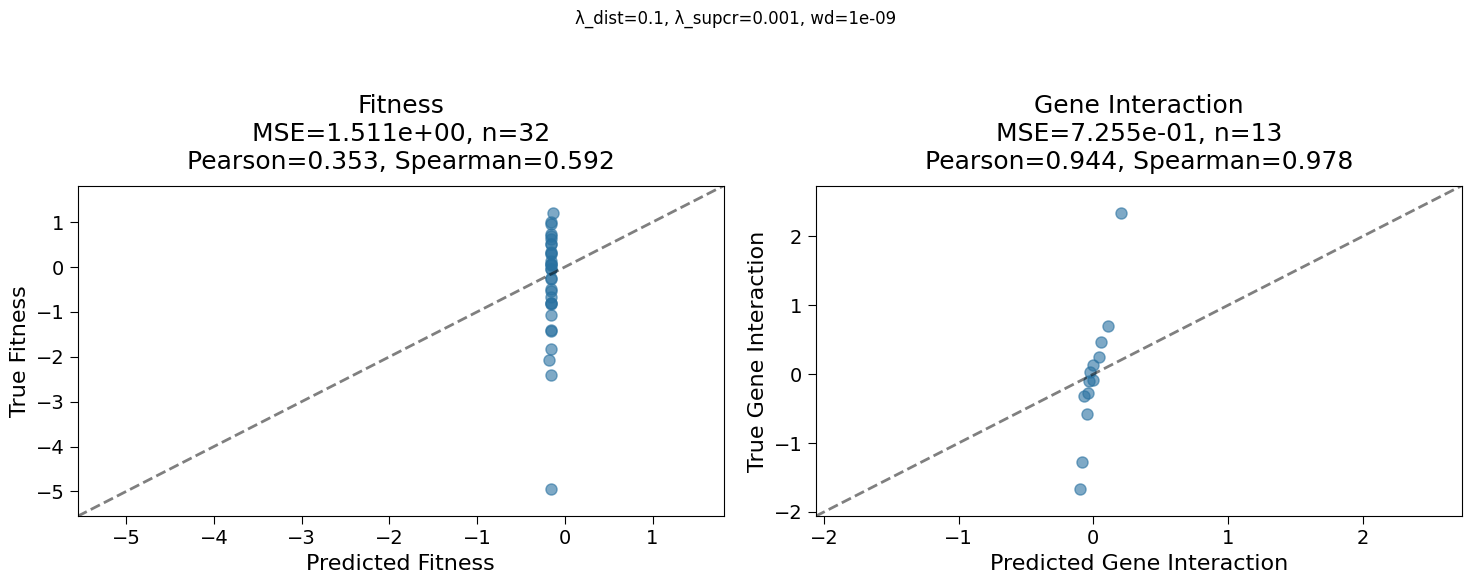 λ_dist=0.1, λ_supcr=0.001, wd=1e-09
Fitness
MSE=1.511e+00, n=32
Pearson=0.353, Spearman=0.592
1
0
−1
−2
−3
−4
−5
True Fitness
−5
−4
−3
−2
−1
0
1
Predicted Fitness
Gene Interaction
MSE=7.255e-01, n=13
Pearson=0.944, Spearman=0.978
2
1
0
−1
−2
True Gene Interaction
−2
−1
0
1
2
Predicted Gene Interaction